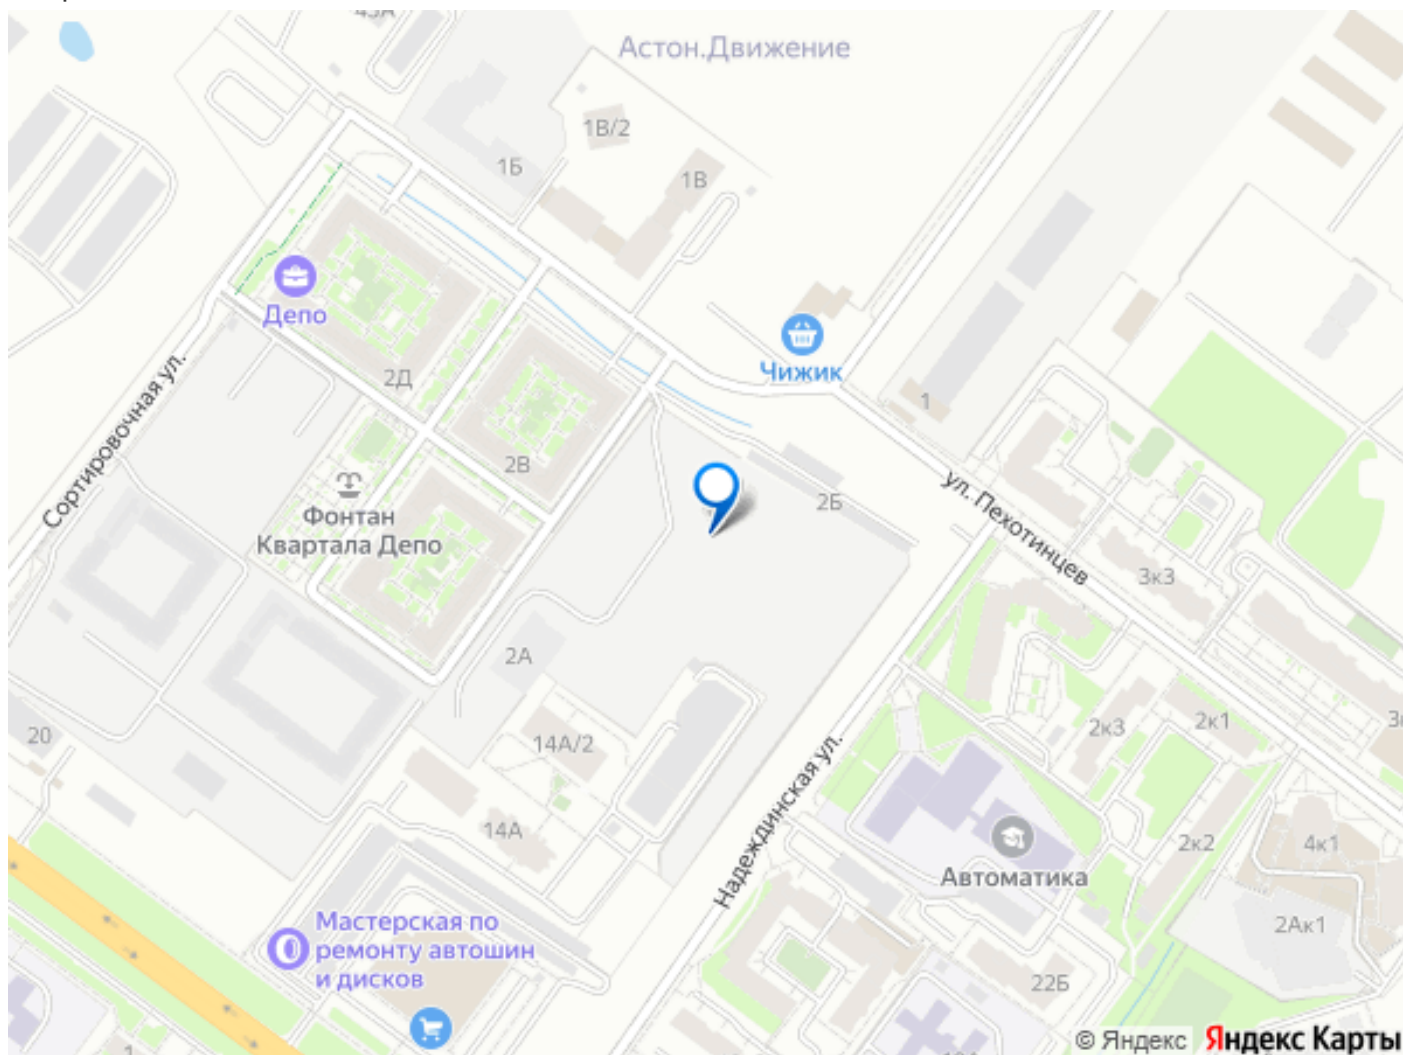 43А
Астон.Движение
1В/2
1Б
1В
Депо
Чижик
2Д
1
Сортировочная ул.
2В
2Б
ул. Пехотинцев
Фонтан
Квартала Депо
3к3
2А
20
14А/2
2к3
2к1
Надеждинская ул.
14А
2к2
4к1
Автоматика
Мастерская по
ремонту автошин
и дисков
2Ак1
22Б
© Яндекс Яндекс Карты